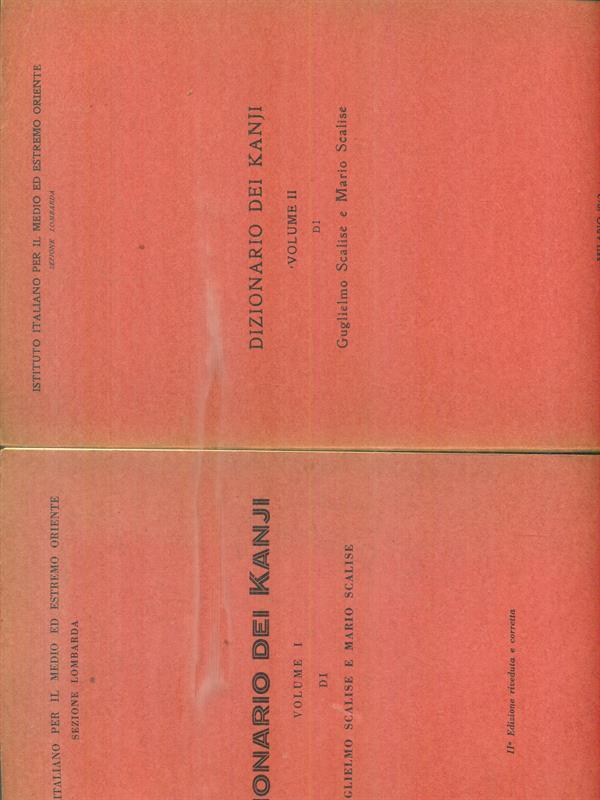 ISTITUTO ITALIANO PER IL MEDIO ED ESTREMO ORIENTE
SEZIONE LOMBARDA
DIZIONARIO DEI KANJI
VOLUME II
DI
Guglielmo Scalise e Mario Scalise
ITALIANO PER IL MEDIO ED ESTREMO ORIENTE
SEZIONE LOMBARDA
IONARIO DEI KANJI
VOLUME I
DI
GLIELMO SCALISE E MARIO SCALISE
IIª Edizione riveduta e corretta